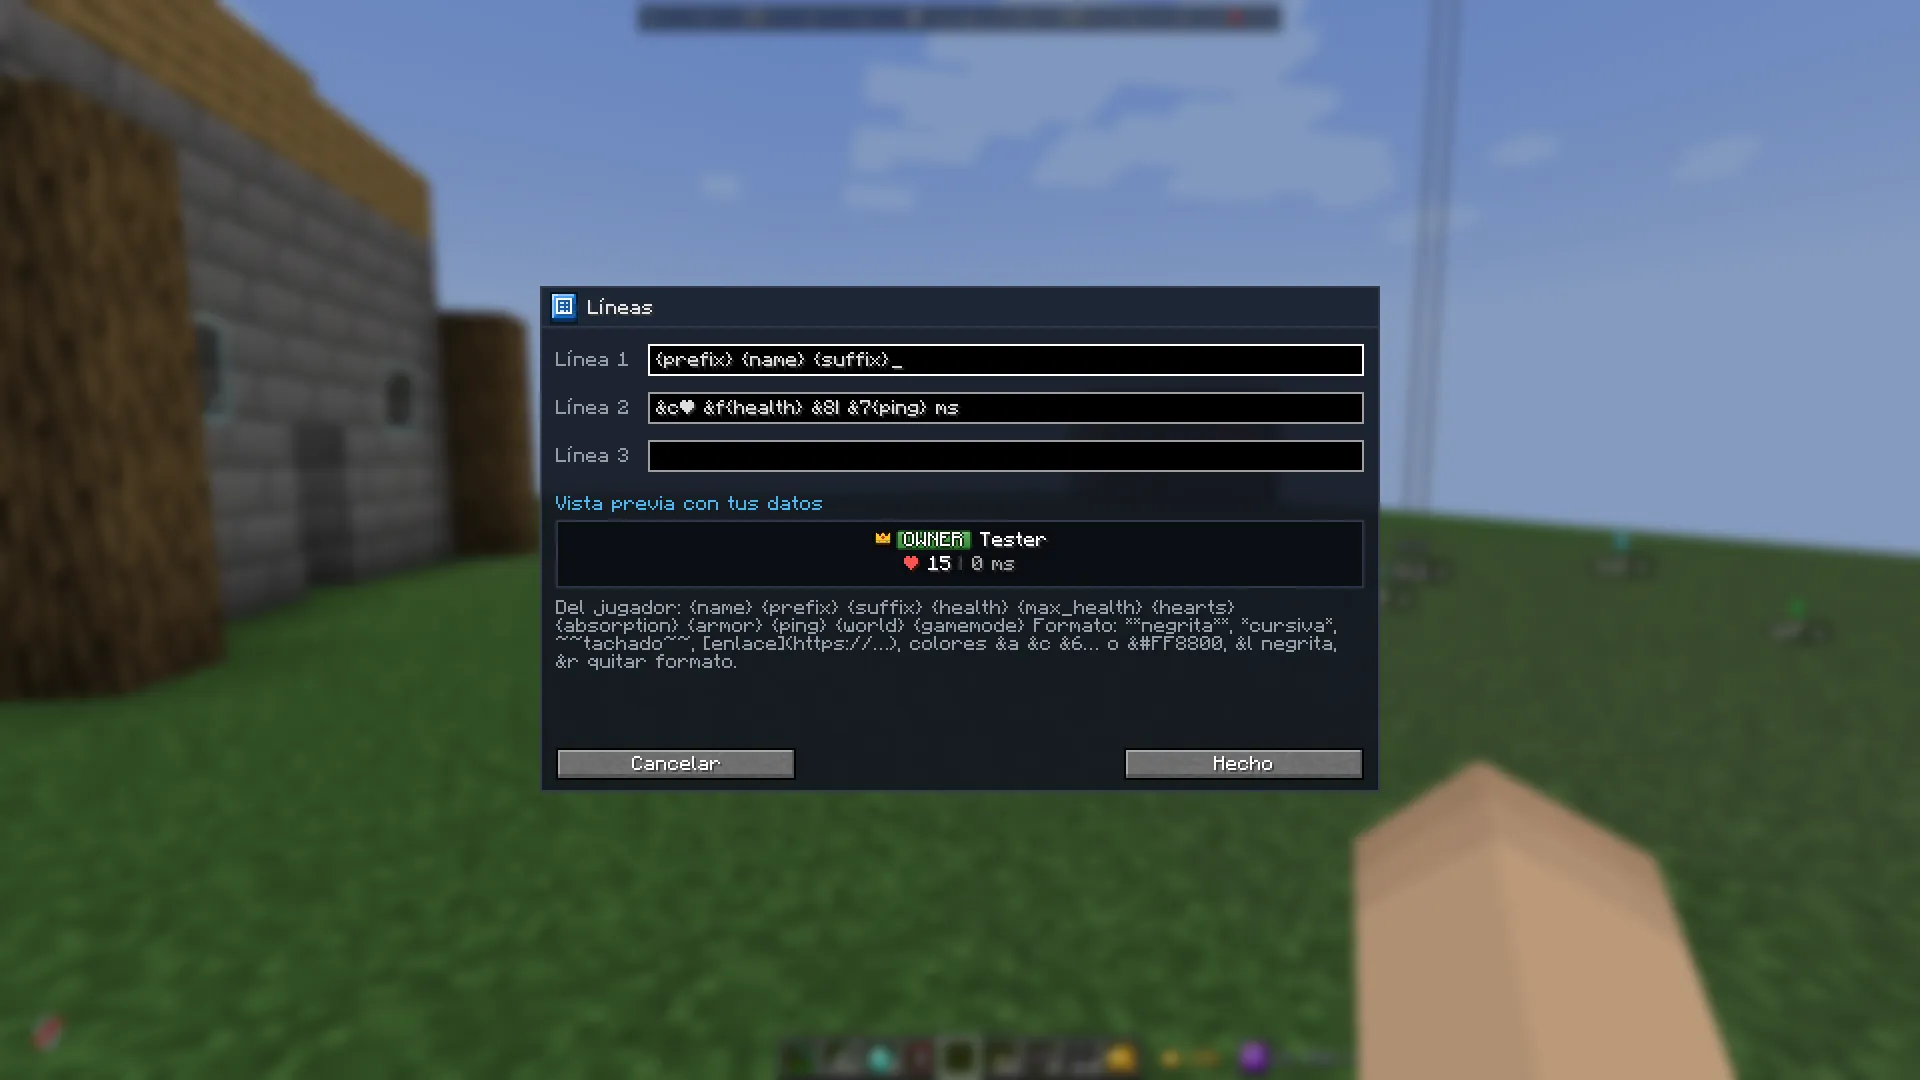 Líneas
Línea 1 {prefix} {name} {suffix}_
Línea 2 &c♥ &f{health} &8| &7{ping} ms
Línea 3
Vista previa con tus datos
OWNER Tester
♥ 15 | 0 ms
Del jugador: {name} {prefix} {suffix} {health} {max_health} {hearts}
{absorption} {armor} {ping} {world} {gamemode} Formato: **negrita**, *cursiva*,
~~tachado~~, [enlace](https://...), colores &a &c &6... o &#FF8800, &l negrita,
&r quitar formato.
Cancelar
Hecho